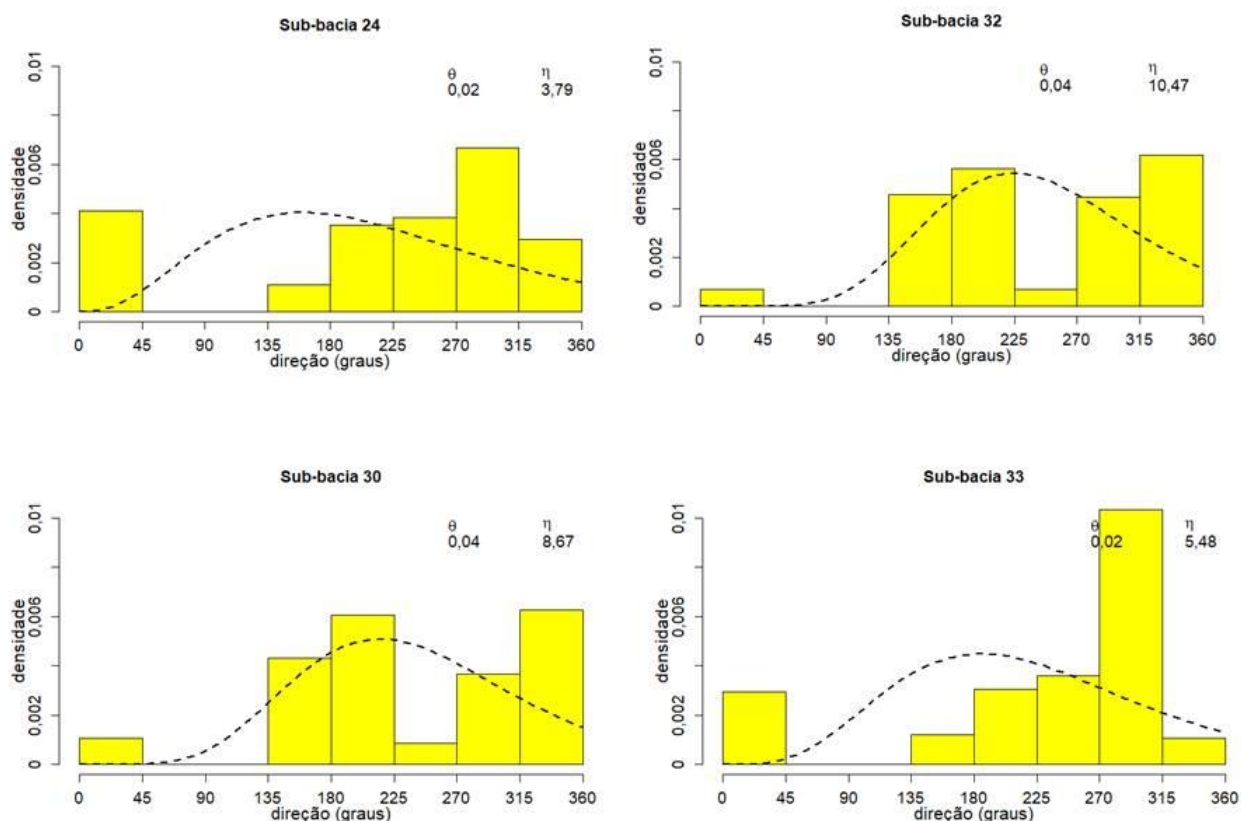 Sub-bacia 24
θ η
0,02 3,79
densidade
0,01
0,006
0,002
0
0 45 90 135 180 225 270 315 360
direção (graus)
Sub-bacia 32
θ η
0,04 10,47
densidade
0,01
0,006
0,002
0
0 45 90 135 180 225 270 315 360
direção (graus)
Sub-bacia 30
θ η
0,04 8,67
densidade
0,01
0,006
0,002
0
0 45 90 135 180 225 270 315 360
direção (graus)
Sub-bacia 33
θ η
0,02 5,48
densidade
0,01
0,006
0,002
0
0 45 90 135 180 225 270 315 360
direção (graus)